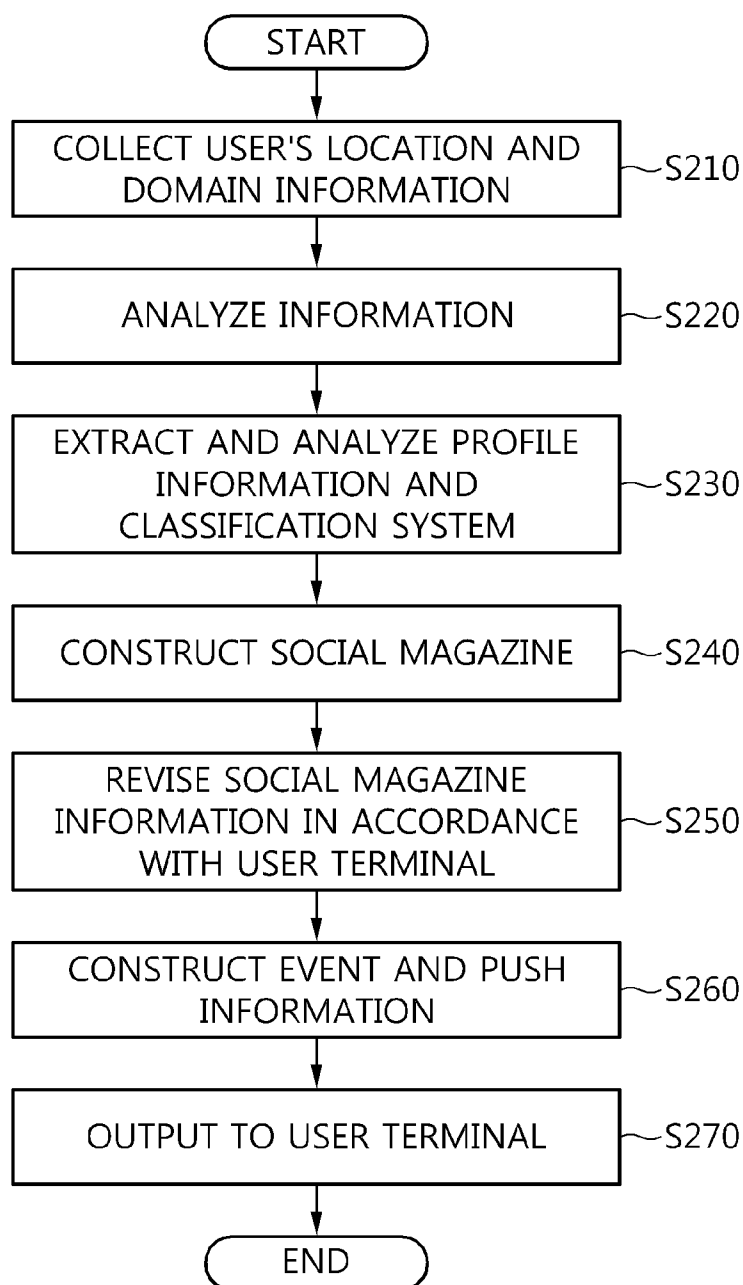 START
COLLECT USER'S LOCATION AND
DOMAIN INFORMATION
S210
ANALYZE INFORMATION
S220
EXTRACT AND ANALYZE PROFILE
INFORMATION AND
CLASSIFICATION SYSTEM
S230
CONSTRUCT SOCIAL MAGAZINE
S240
REVISE SOCIAL MAGAZINE
INFORMATION IN ACCORDANCE
WITH USER TERMINAL
S250
CONSTRUCT EVENT AND PUSH
INFORMATION
S260
OUTPUT TO USER TERMINAL
S270
END